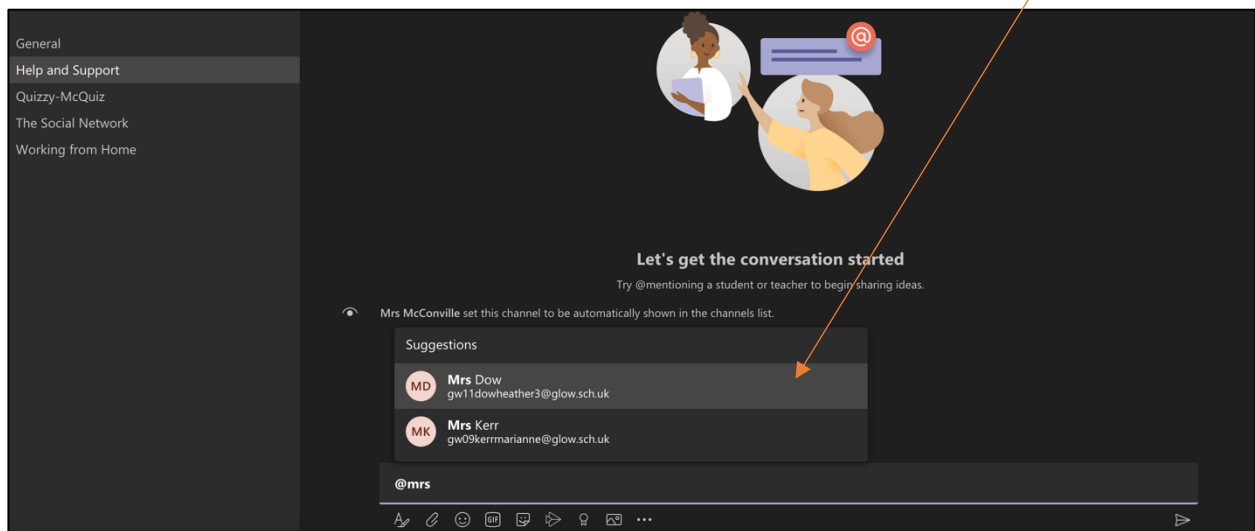 General
Help and Support
Quizzy-McQuiz
The Social Network
Working from Home
@
Let's get the conversation started
Try @mentioning a student or teacher to begin sharing ideas.
Mrs McConville set this channel to be automatically shown in the channels list.
Suggestions
MD
Mrs Dow
gw11dowheather3@glow.sch.uk
MK
Mrs Kerr
gw09kerrmarianne@glow.sch.uk
@mrs
GIF